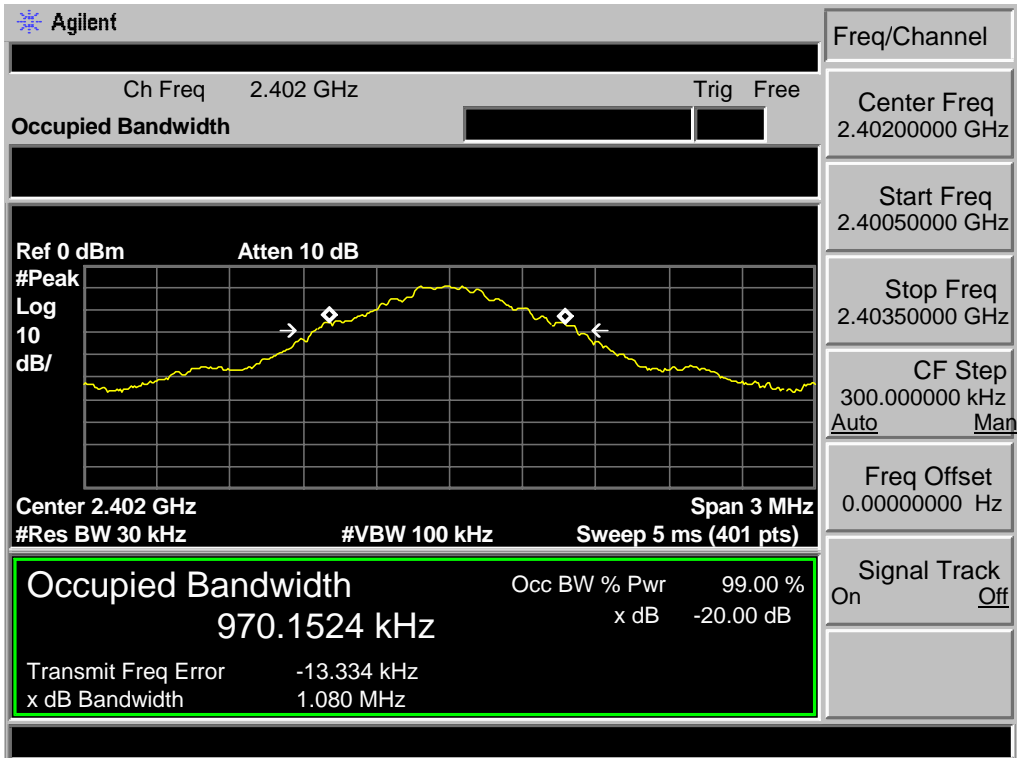 Agilent
Freq/Channel
Ch Freq 2.402 GHz Trig Free
Occupied Bandwidth
Center Freq
2.40200000 GHz
Start Freq
2.40050000 GHz
Stop Freq
2.40350000 GHz
CF Step
300.000000 kHz
Auto Man
Freq Offset
0.00000000 Hz
Signal Track
On Off
Ref 0 dBm Atten 10 dB
#Peak
Log
10
dB/
Center 2.402 GHz Span 3 MHz
#Res BW 30 kHz #VBW 100 kHz Sweep 5 ms (401 pts)
Occupied Bandwidth Occ BW % Pwr 99.00 %
970.1524 kHz x dB -20.00 dB
Transmit Freq Error -13.334 kHz
x dB Bandwidth 1.080 MHz